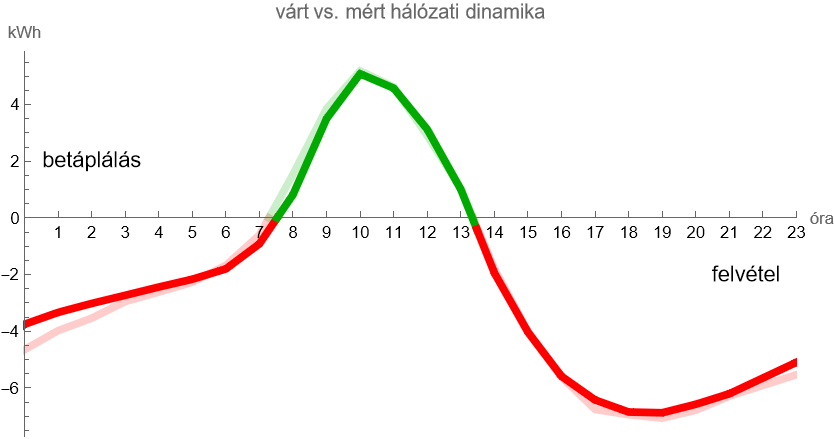 várt vs. mért hálózati dinamika
kWh
4
betáplálás
2
0
óra
1 2 3 4 5 6 7 8 9 10 11 12 13 14 15 16 17 18 19 20 21 22 23
−2
felvétel
−4
−6